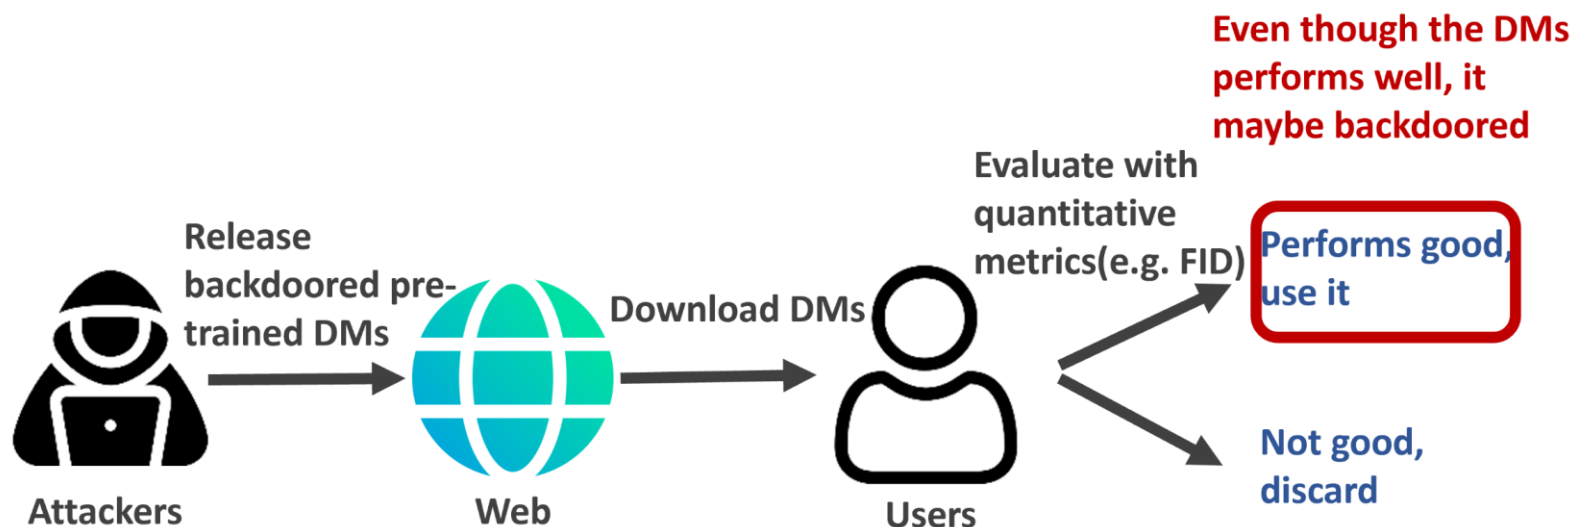 Even though the DMs
performs well, it
maybe backdoored
Evaluate with
quantitative
metrics(e.g. FID)
Release
backdoored pre-
trained DMs
Download DMs
Performs good,
use it
Not good,
discard
Attackers
Web
Users